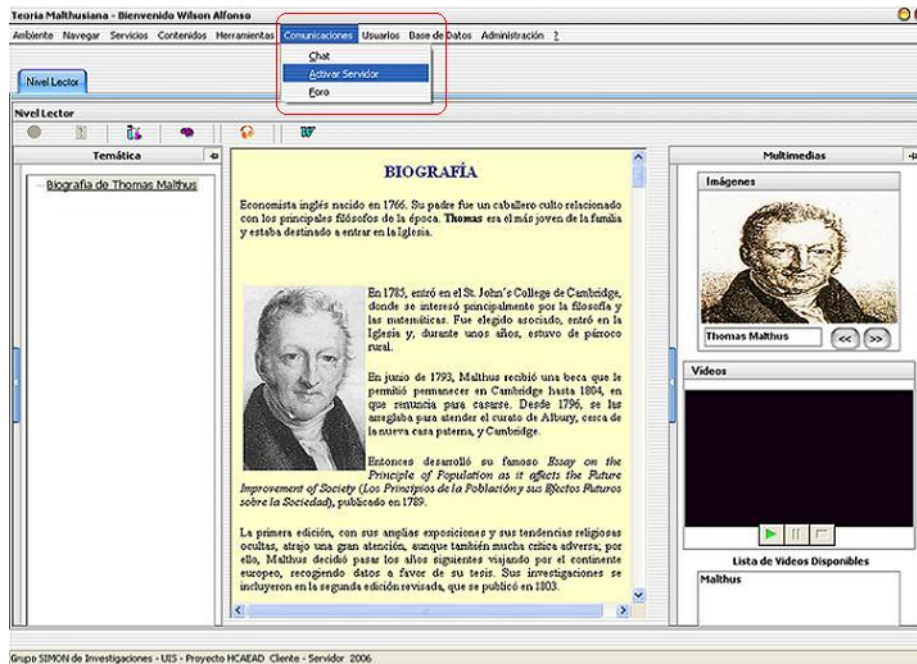 Teoria Malthusiana - Bienvenido Wilson Alfonso
Ambiente Navegar Servicios Contenidos Herramientas Comunicaciones Usuarios Base de Datos Administración ?
Chat
Activar Servidor
Foro
Nivel Lector
Nivel Lector
Temática
Biografia de Thomas Malthus
BIOGRAFÍA
Economista inglés nacido en 1766. Su padre fue un caballero culto relacionado
con los principales filósofos de la época. Thomas era el más joven de la familia
y estaba destinado a entrar en la Iglesia.
En 1785, entró en el St. John's College de Cambridge,
donde se interesó principalmente por la filosofía y
las matemáticas. Fue elegido asociado, entró en la
Iglesia y, durante unos años, estuvo de párroco
rural.
En junio de 1793, Malthus recibió una beca que le
permitió permanecer en Cambridge hasta 1804, en
que renuncia para casarse. Desde 1796, se las
arreglaba para atender el curato de Albury, cerca de
la nueva casa paterna, y Cambridge.
Entonces desarrolló su famoso Essay on the
Principle of Population as it affects the Future
Improvement of Society (Los Principios de la Población y sus Efectos Futuros
sobre la Sociedad), publicado en 1789.
La primera edición, con sus amplias exposiciones y sus tendencias religiosas
ocultas, atrajo una gran atención, aunque también mucha crítica adversa; por
ello, Malthus decidió pasar los años siguientes viajando por el continente
europeo, recogiendo datos a favor de su tesis. Sus investigaciones se
incluyeron en la segunda edición revisada, que se publicó en 1803.
Multimedias
Imágenes
Thomas Malthus
<< >>
Videos
Lista de Videos Disponibles
Malthus
Grupo SIMON de Investigaciones - UIS - Proyecto HCAEAD Cliente - Servidor 2006